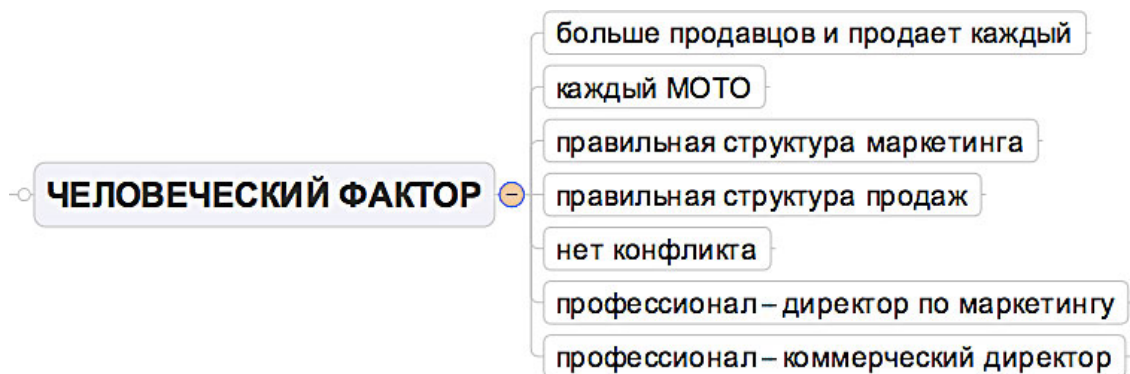 больше продавцов и продает каждый
каждый МОТО
правильная структура маркетинга
ЧЕЛОВЕЧЕСКИЙ ФАКТОР
правильная структура продаж
нет конфликта
профессионал–директор по маркетингу
профессионал–коммерческий директор